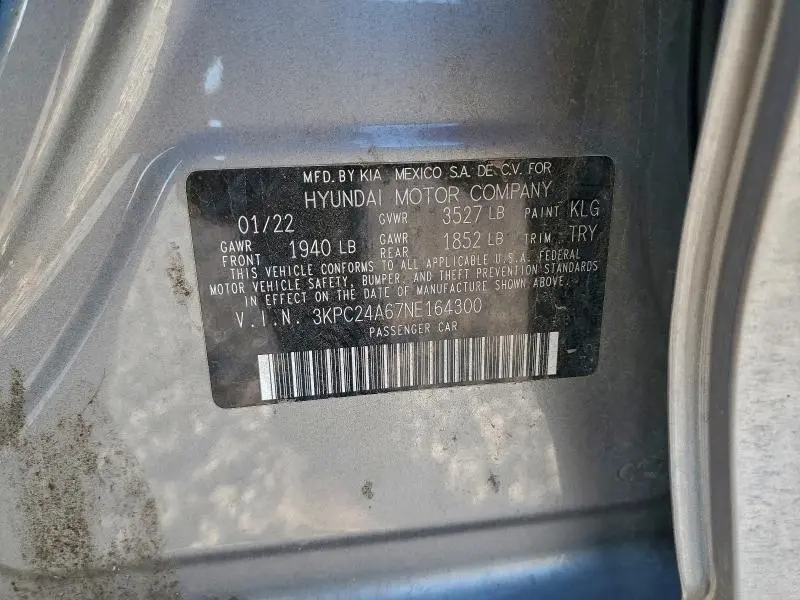 MFD. BY KIA MEXICO S.A. DE C.V. FOR
HYUNDAI MOTOR COMPANY
01/22 GVWR 3527 LB PAINT KLG
GAWR FRONT 1940 LB GAWR REAR 1852 LB TRIM TRY
THIS VEHICLE CONFORMS TO ALL APPLICABLE U.S.A. FEDERAL
MOTOR VEHICLE SAFETY, BUMPER, AND THEFT PREVENTION STANDARDS
IN EFFECT ON THE DATE OF MANUFACTURE SHOWN ABOVE.
V.I.N. 3KPC24A67NE164300
PASSENGER CAR